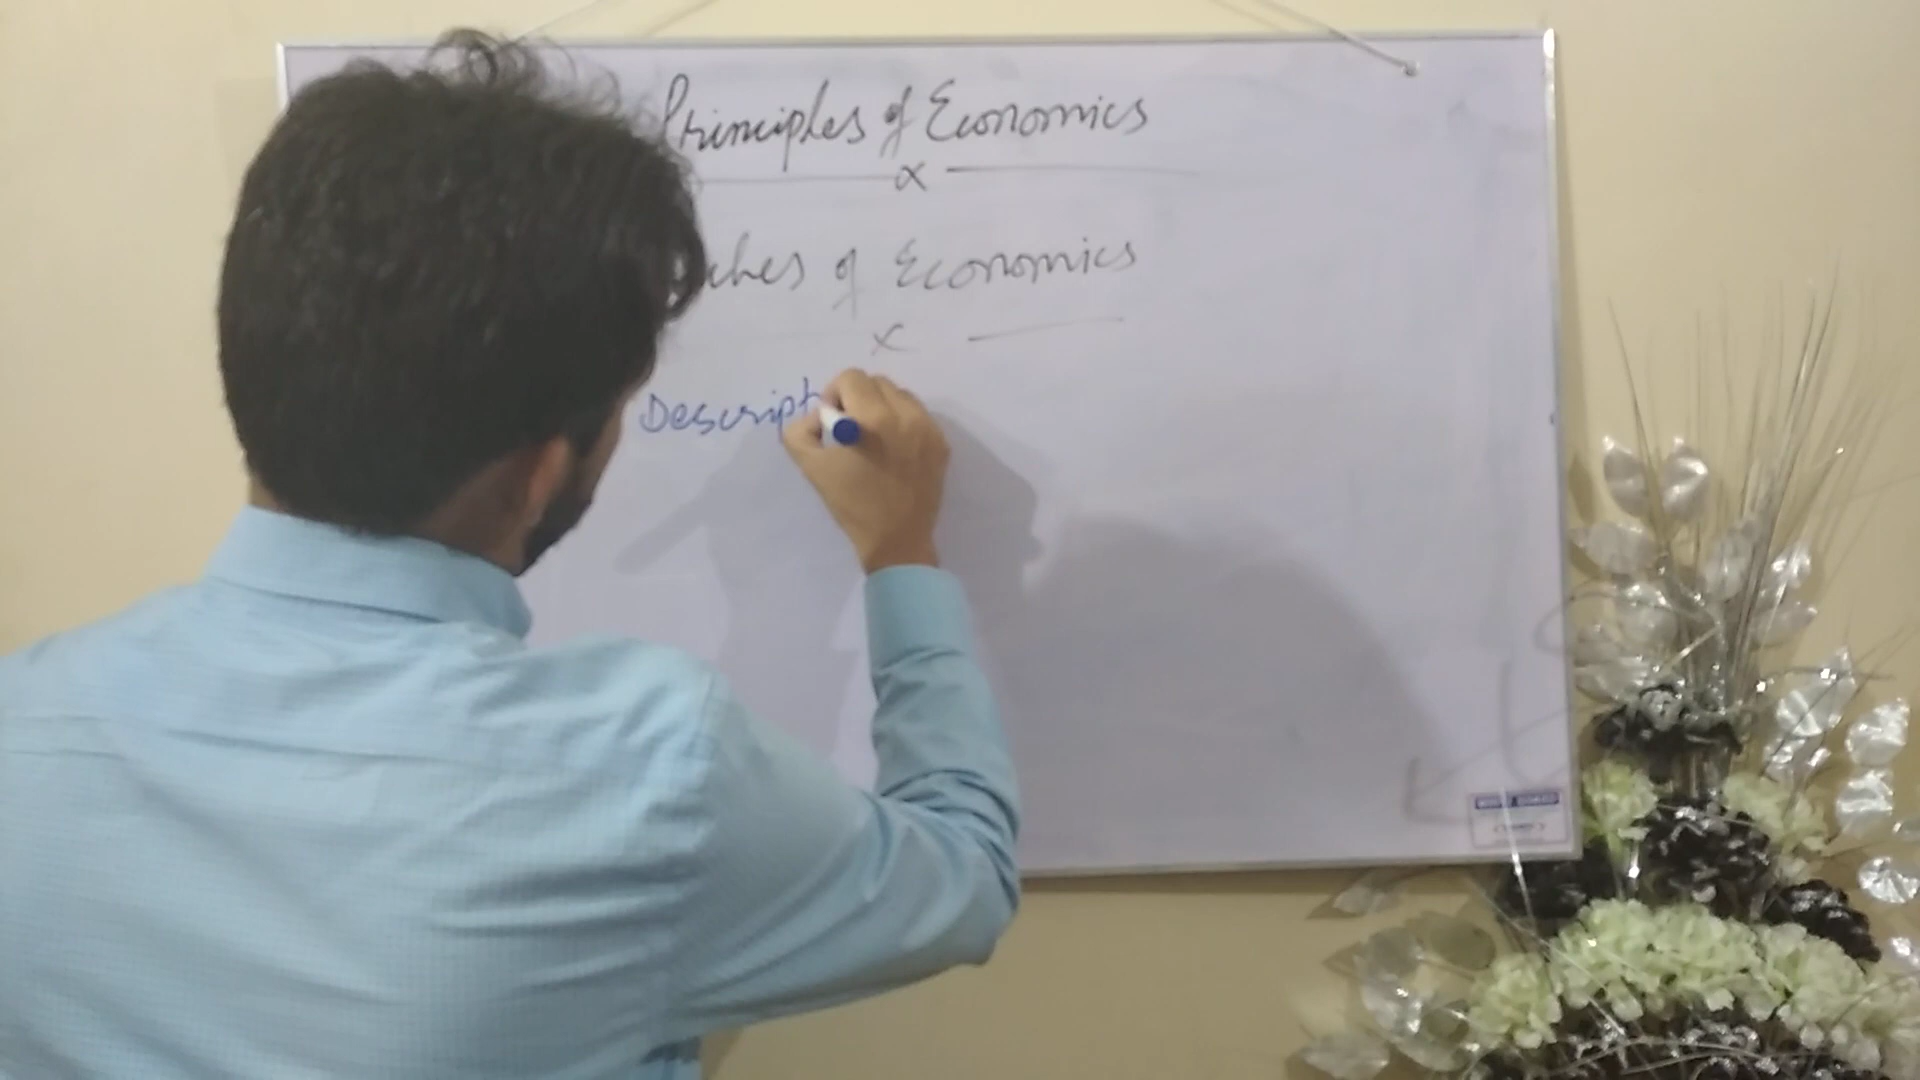 Principles of Economics
ches of Economics
Descript